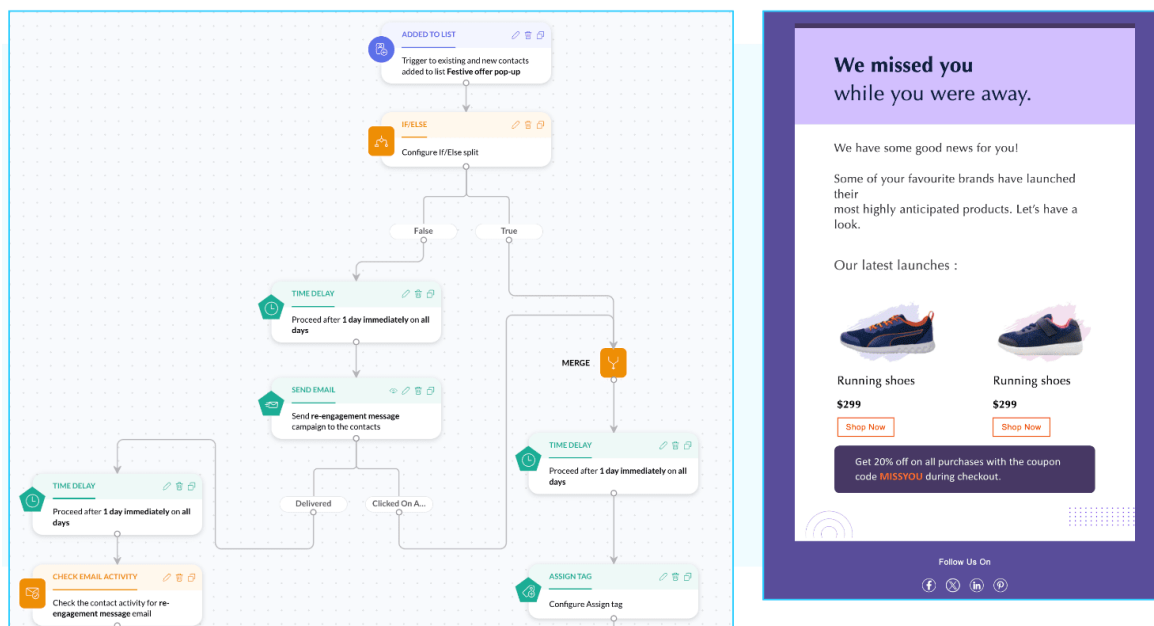 ADDED TO LIST
Trigger to existing and new contacts
added to list Festive offer pop-up
IF/ELSE
Configure If/Else split
False
True
TIME DELAY
Proceed after 1 day immediately on all
days
MERGE
SEND EMAIL
Send re-engagement message
campaign to the contacts
TIME DELAY
Proceed after 1 day immediately on all
days
TIME DELAY
Proceed after 1 day immediately on all
days
Delivered
Clicked On A...
CHECK EMAIL ACTIVITY
Check the contact activity for re-
engagement message email
ASSIGN TAG
Configure Assign tag
We missed you
while you were away.
We have some good news for you!
Some of your favourite brands have launched
their
most highly anticipated products. Let's have a
look.
Our latest launches :
Running shoes
$299
Shop Now
Running shoes
$299
Shop Now
Get 20% off on all purchases with the coupon
code MISSYOU during checkout.
Follow Us On